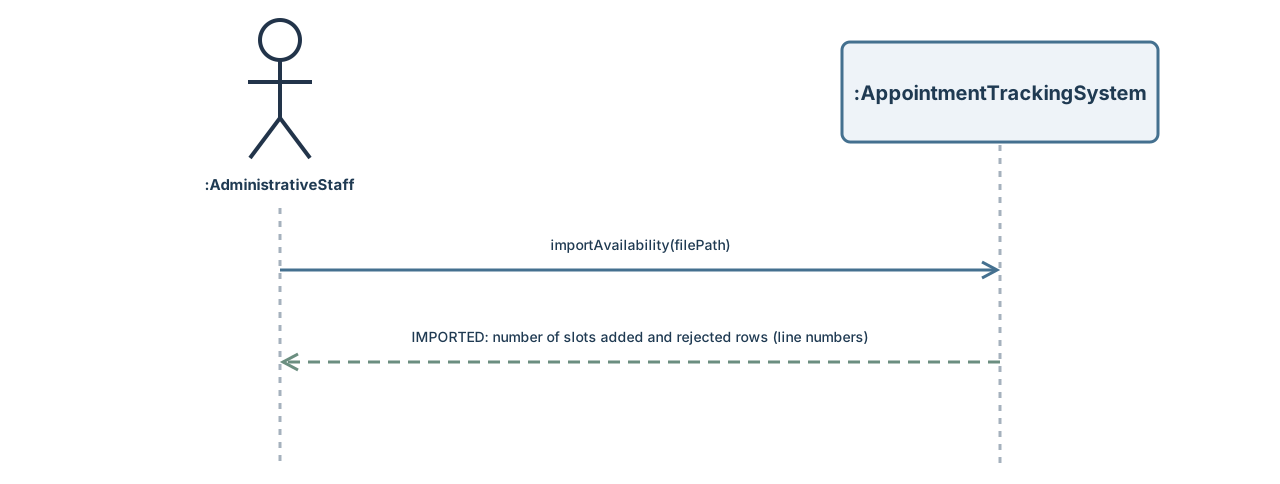 :AppointmentTrackingSystem
:AdministrativeStaff
importAvailability(filePath)
IMPORTED: number of slots added and rejected rows (line numbers)